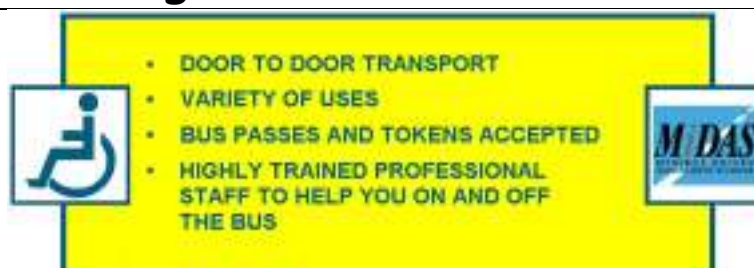 • DOOR TO DOOR TRANSPORT
• VARIETY OF USES
• BUS PASSES AND TOKENS ACCEPTED
• HIGHLY TRAINED PROFESSIONAL
STAFF TO HELP YOU ON AND OFF
THE BUS
MiDAS